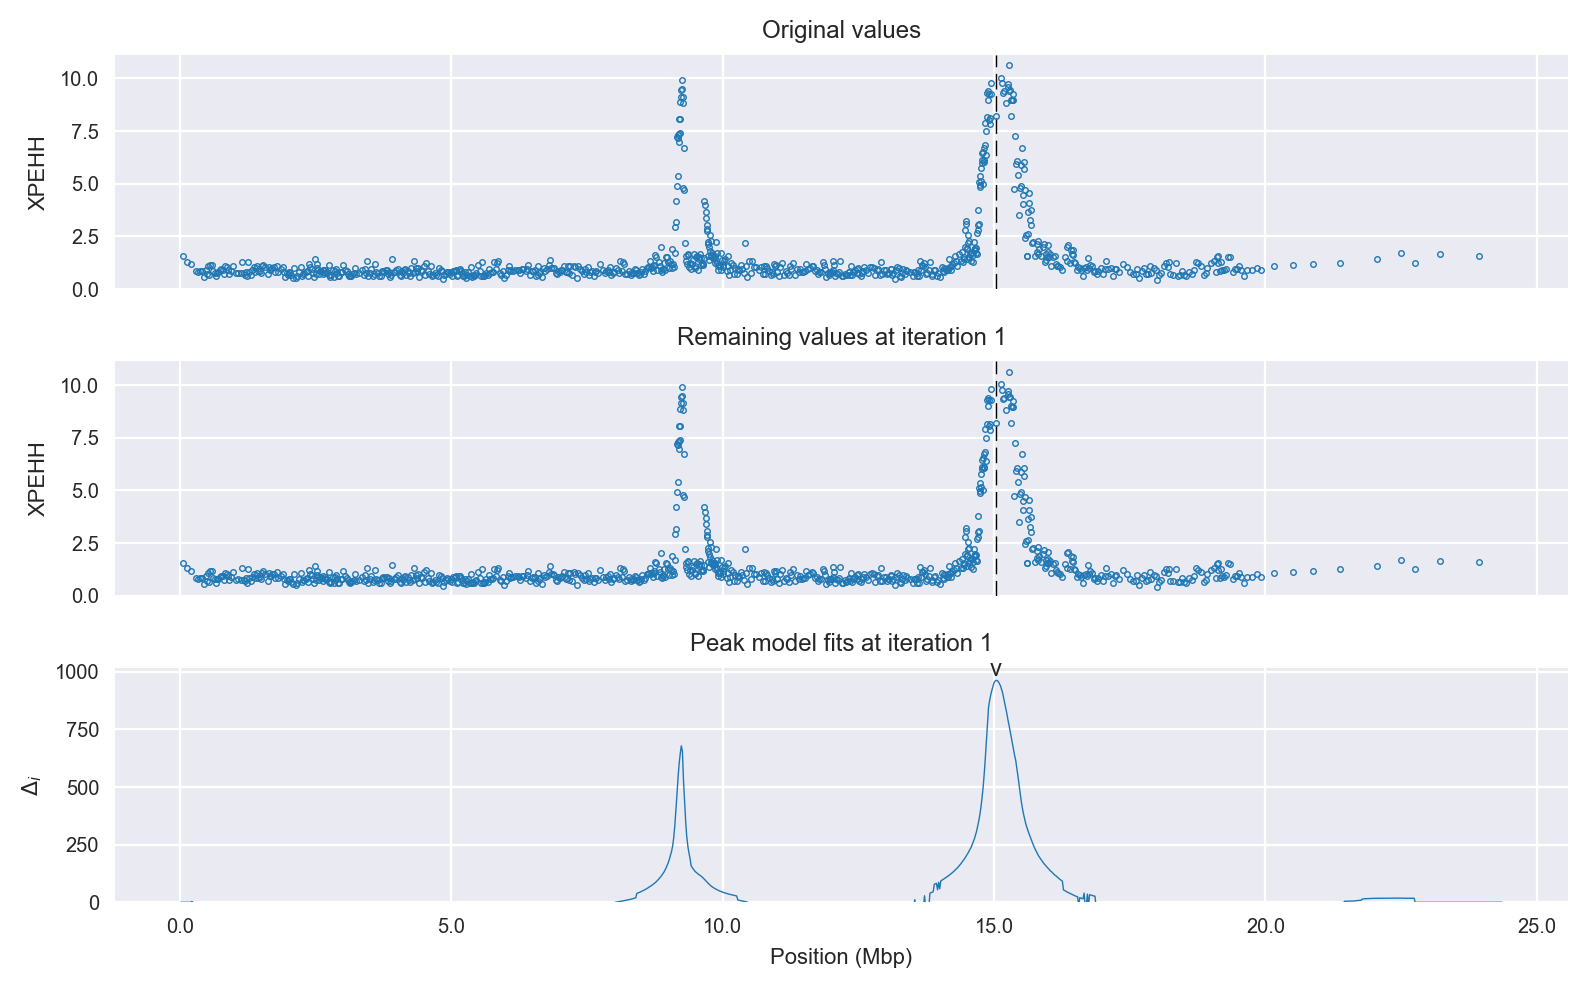 Original values
10.0
7.5
5.0
2.5
0.0
XPEHH
Remaining values at iteration 1
10.0
7.5
5.0
2.5
0.0
XPEHH
Peak model fits at iteration 1
v
1000
750
500
250
0
Δi
0.0 5.0 10.0 15.0 20.0 25.0
Position (Mbp)